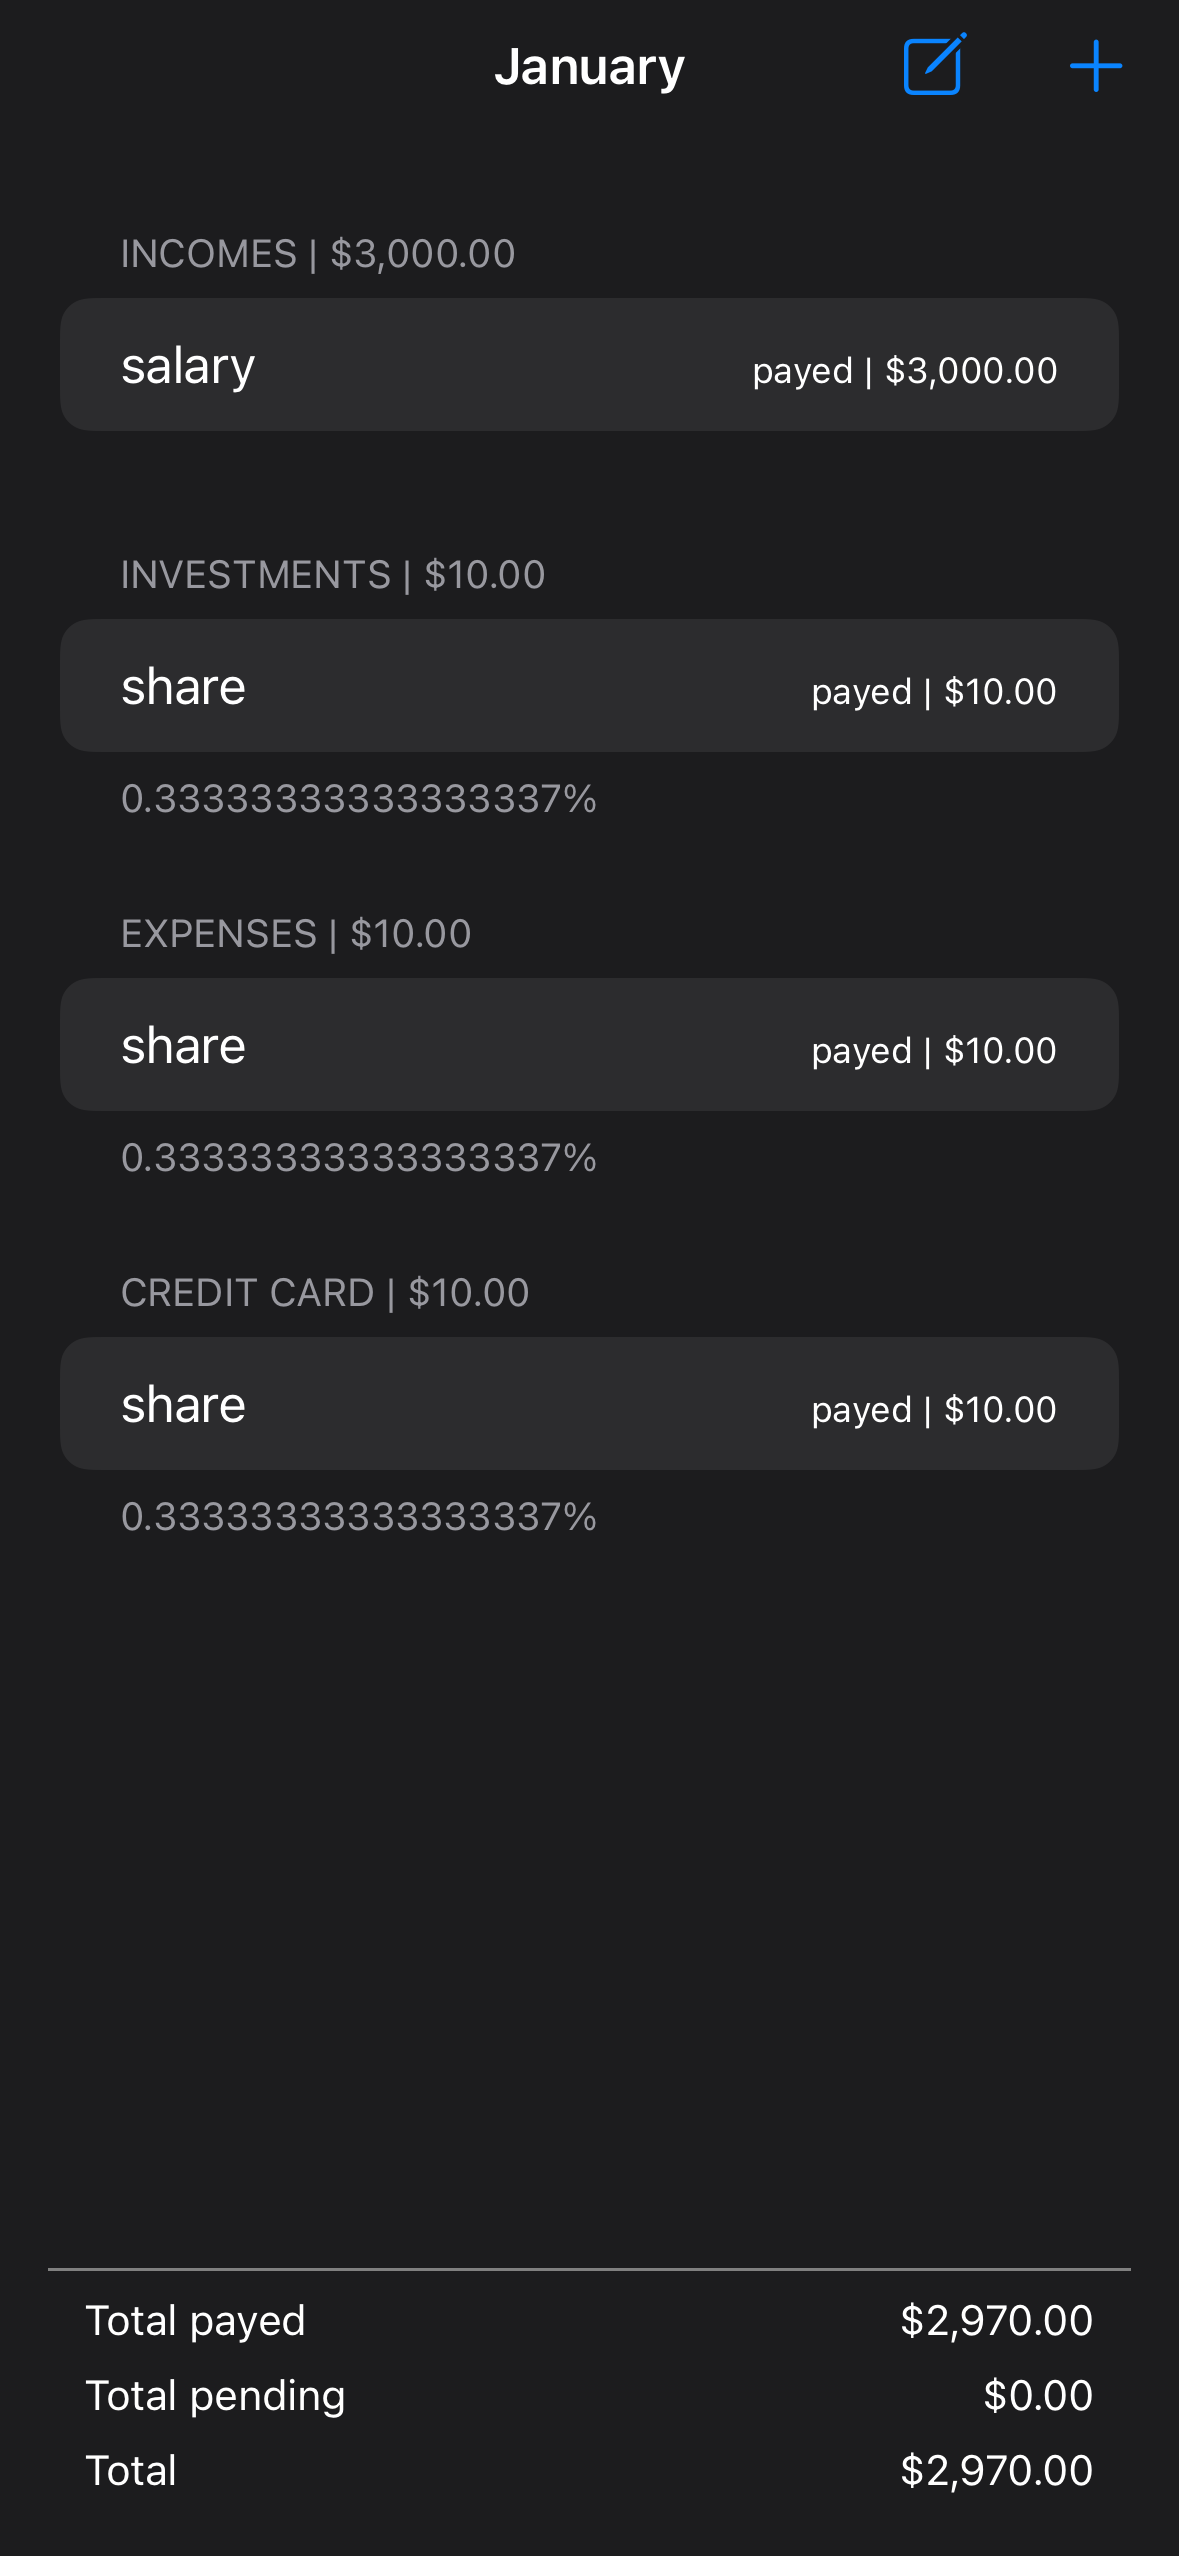 January
INCOMES | $3,000.00
salary payed | $3,000.00
INVESTMENTS | $10.00
share payed | $10.00
0.33333333333333337%
EXPENSES | $10.00
share payed | $10.00
0.33333333333333337%
CREDIT CARD | $10.00
share payed | $10.00
0.33333333333333337%
Total payed $2,970.00
Total pending $0.00
Total $2,970.00